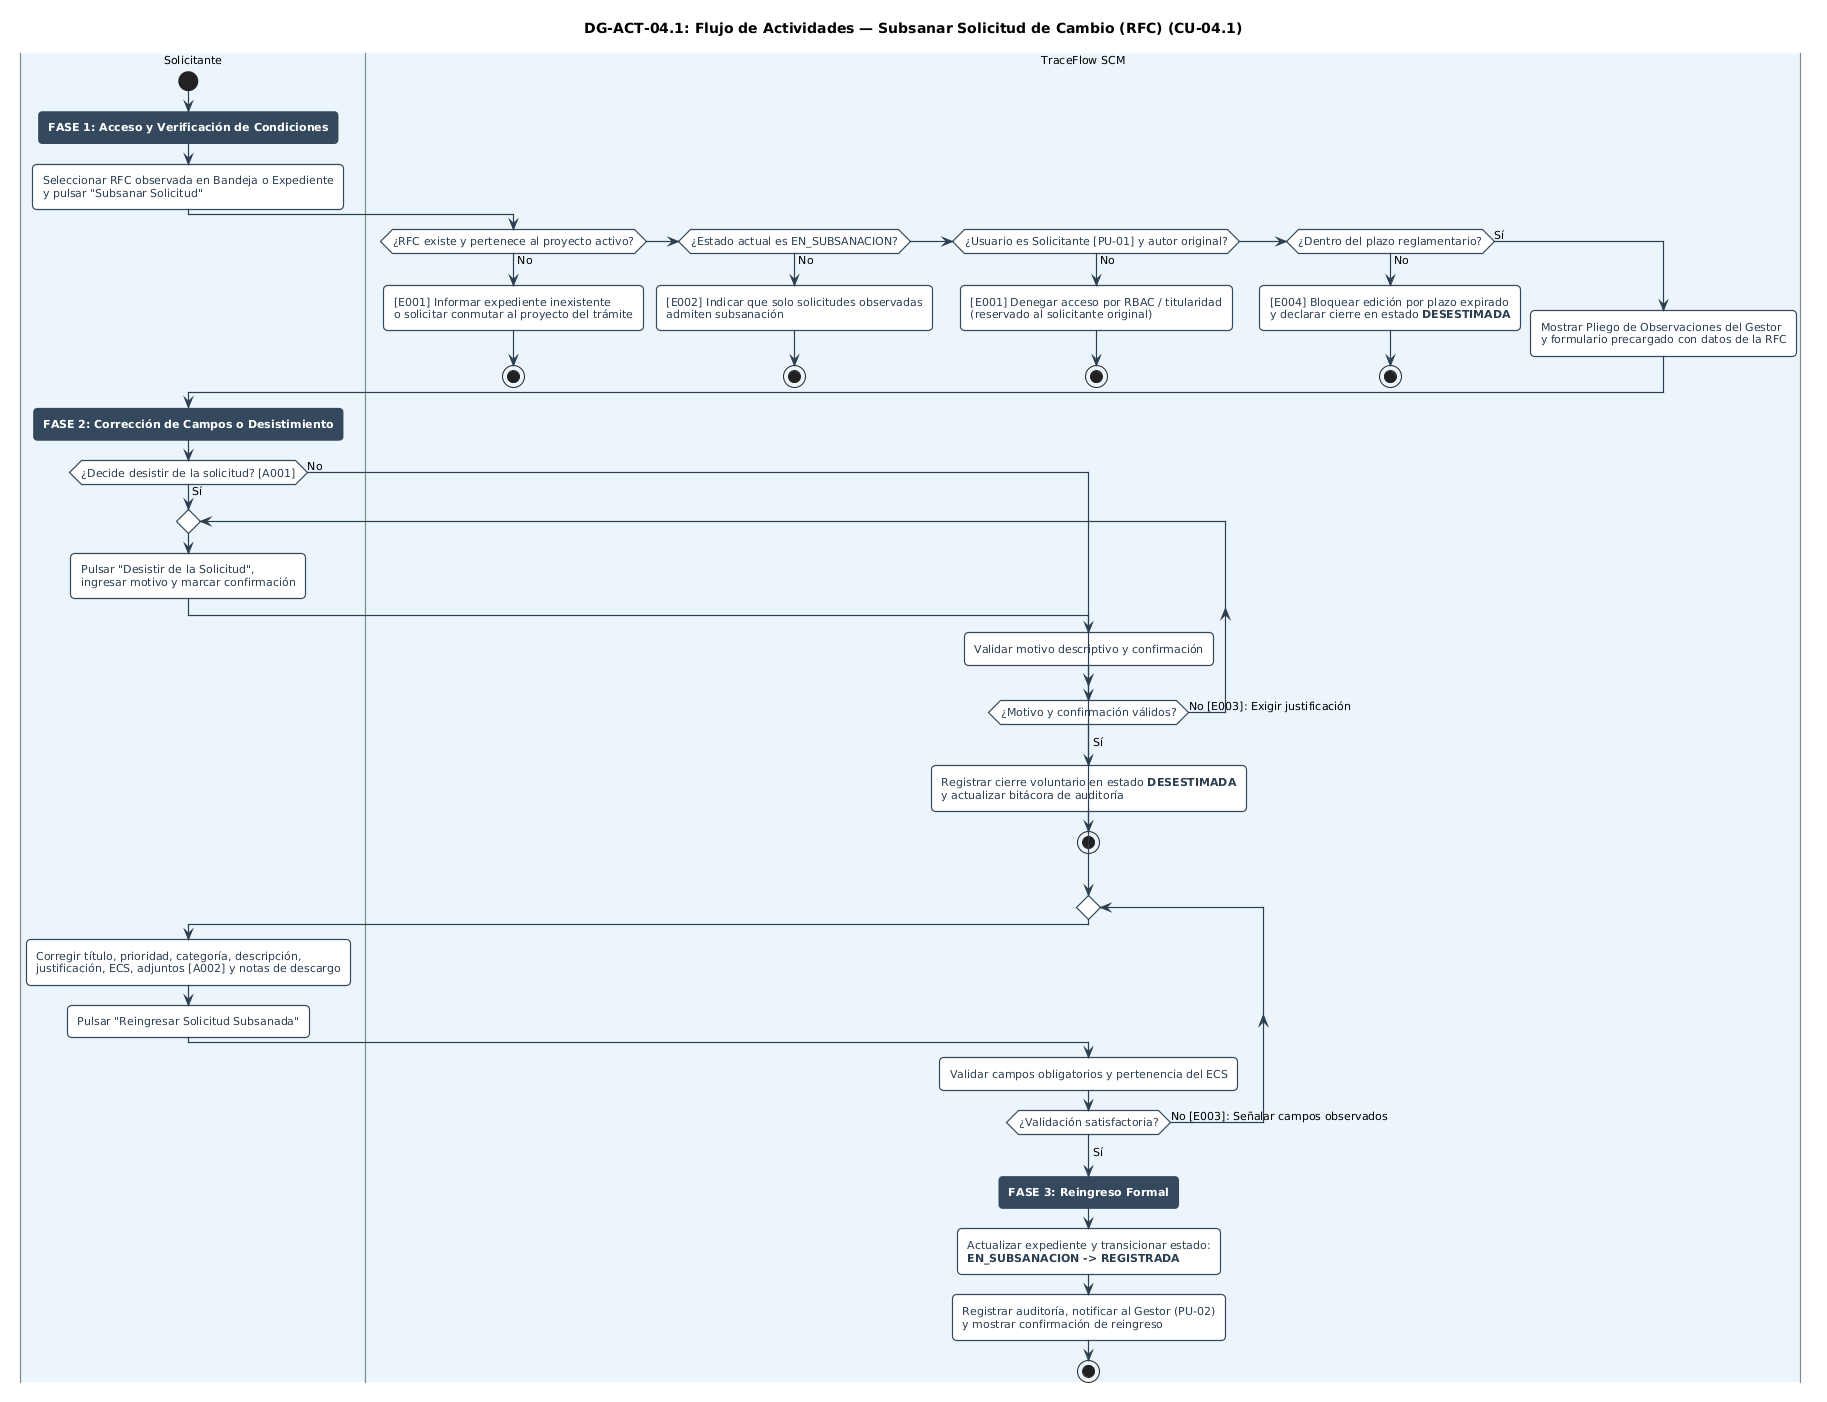 DG-ACT-04.1: Flujo de Actividades — Subsanar Solicitud de Cambio (RFC) (CU-04.1)
Solicitante
TraceFlow SCM
FASE 1: Acceso y Verificación de Condiciones
Seleccionar RFC observada en Bandeja o Expediente
y pulsar "Subsanar Solicitud"
¿RFC existe y pertenece al proyecto activo?
No
[E001] Informar expediente inexistente
o solicitar conmutar al proyecto del trámite
¿Estado actual es EN_SUBSANACION?
No
[E002] Indicar que solo solicitudes observadas
admiten subsanación
¿Usuario es Solicitante [PU-01] y autor original?
No
[E001] Denegar acceso por RBAC / titularidad
(reservado al solicitante original)
¿Dentro del plazo reglamentario?
Sí
No
[E004] Bloquear edición por plazo expirado
y declarar cierre en estado DESESTIMADA
Mostrar Pliego de Observaciones del Gestor
y formulario precargado con datos de la RFC
FASE 2: Corrección de Campos o Desistimiento
¿Decide desistir de la solicitud? [A001]
No
Sí
Pulsar "Desistir de la Solicitud",
ingresar motivo y marcar confirmación
Validar motivo descriptivo y confirmación
¿Motivo y confirmación válidos?
No [E003]: Exigir justificación
Sí
Registrar cierre voluntario en estado DESESTIMADA
y actualizar bitácora de auditoría
Corregir título, prioridad, categoría, descripción,
justificación, ECS, adjuntos [A002] y notas de descargo
Pulsar "Reingresar Solicitud Subsanada"
Validar campos obligatorios y pertenencia del ECS
¿Validación satisfactoria?
No [E003]: Señalar campos observados
Sí
FASE 3: Reingreso Formal
Actualizar expediente y transicionar estado:
EN_SUBSANACION -> REGISTRADA
Registrar auditoría, notificar al Gestor (PU-02)
y mostrar confirmación de reingreso